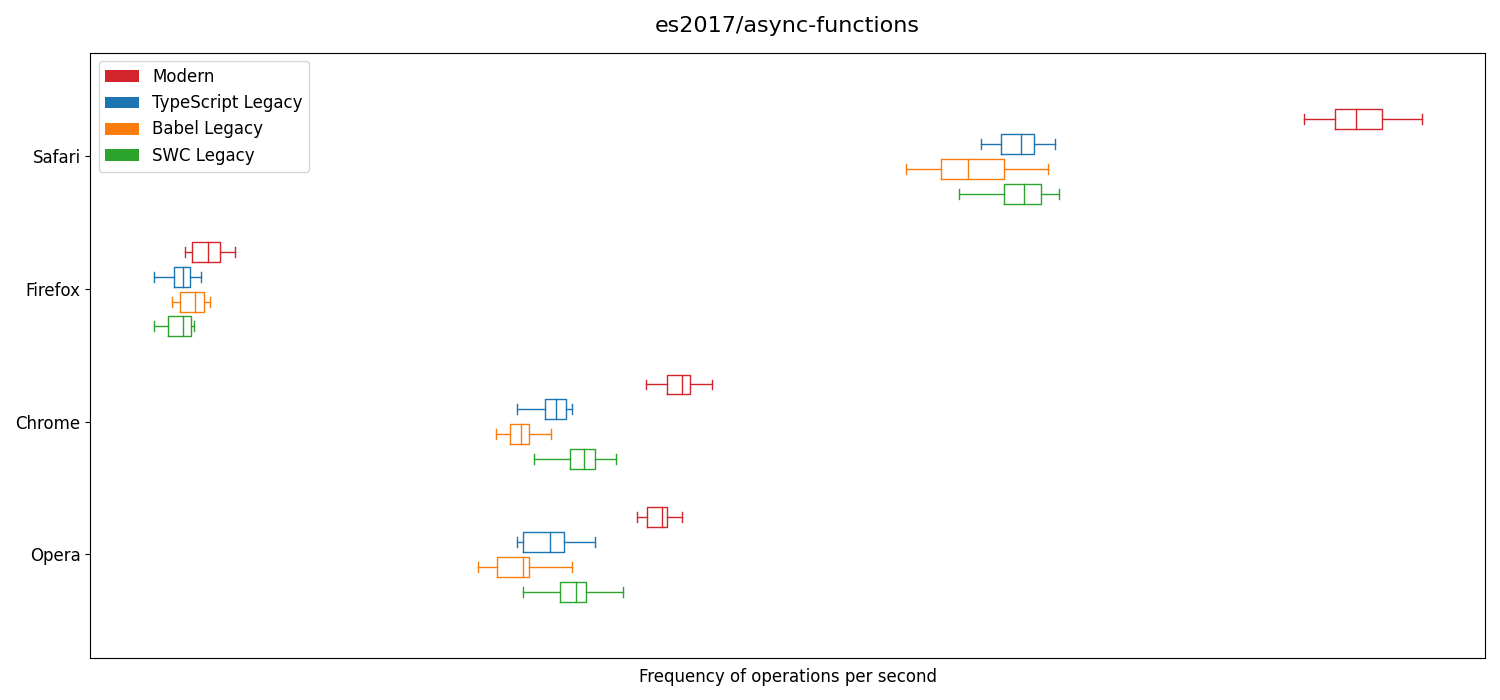 es2017/async-functions
Modern
TypeScript Legacy
Babel Legacy
SWC Legacy
Safari
Firefox
Chrome
Opera
Frequency of operations per second